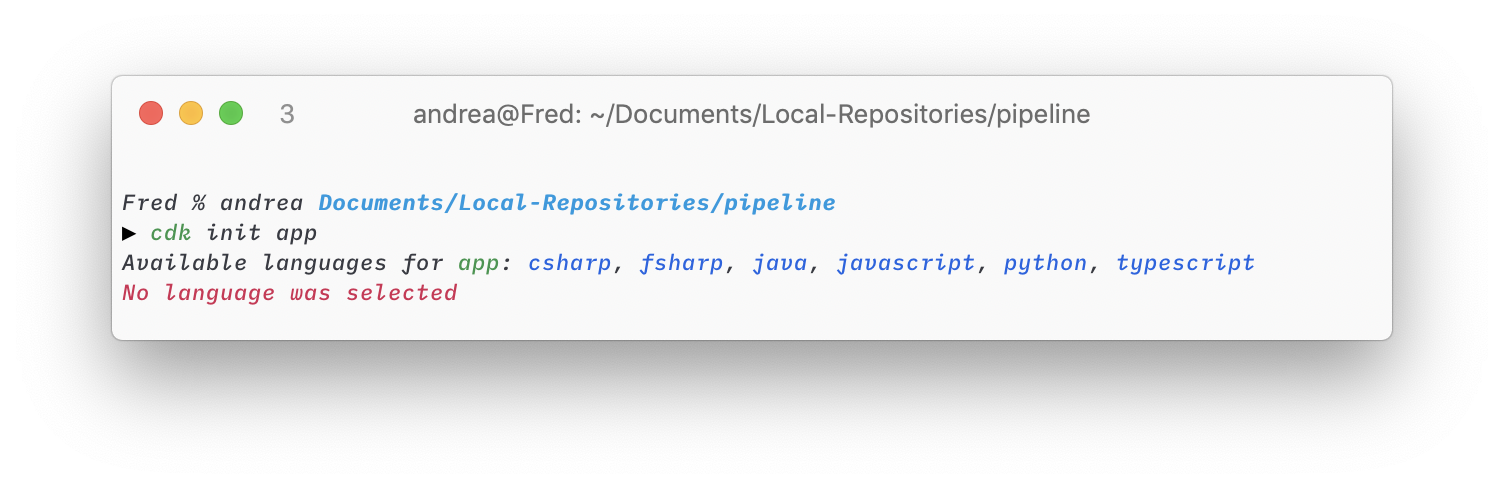 3 andrea@Fred: ~/Documents/Local-Repositories/pipeline
Fred % andrea Documents/Local-Repositories/pipeline
▶ cdk init app
Available languages for app: csharp, fsharp, java, javascript, python, typescript
No language was selected